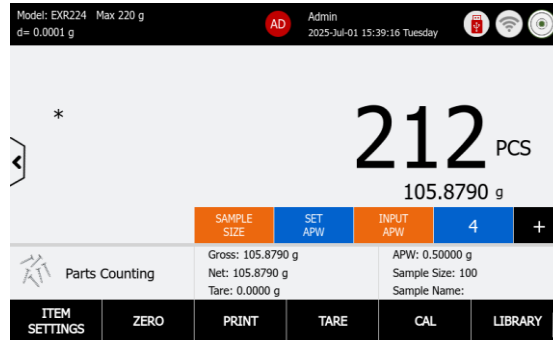 Model: EXR224 Max 220 g
d= 0.0001 g
AD
Admin
2025-Jul-01 15:39:16 Tuesday
*
212 PCS
105.8790 g
SAMPLE
SIZE
SET
APW
INPUT
APW
4
+
Parts Counting
Gross: 105.8790 g
Net: 105.8790 g
Tare: 0.0000 g
APW: 0.50000 g
Sample Size: 100
Sample Name:
ITEM
SETTINGS
ZERO
PRINT
TARE
CAL
LIBRARY